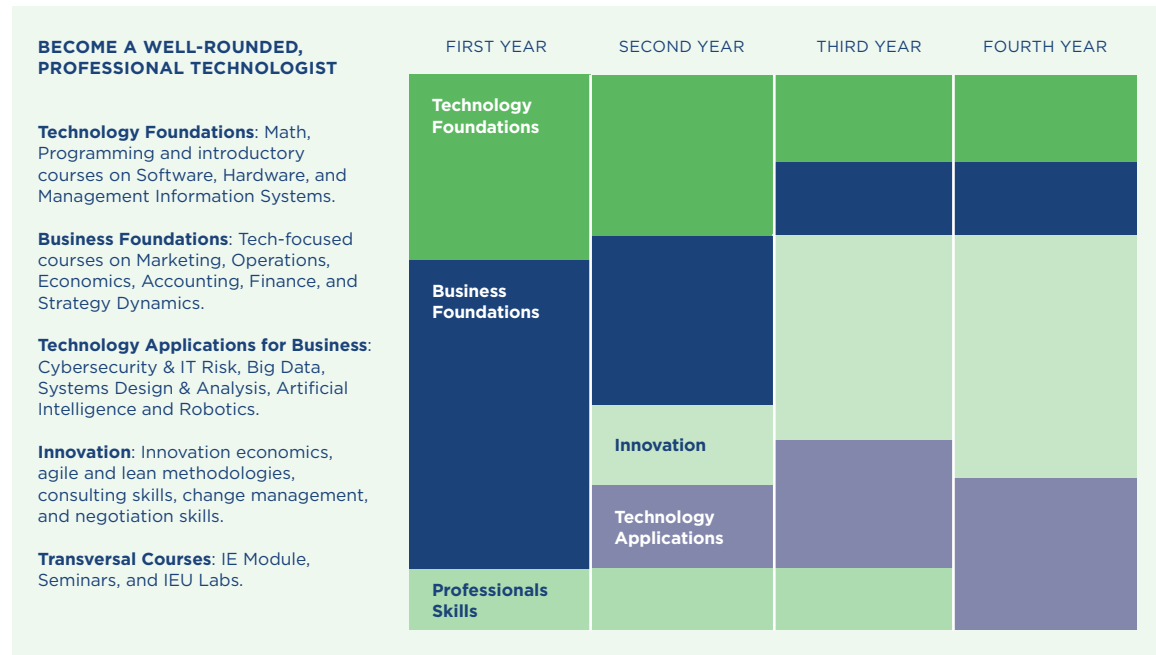 BECOME A WELL-ROUNDED,
PROFESSIONAL TECHNOLOGIST
Technology Foundations: Math,
Programming and introductory
courses on Software, Hardware, and
Management Information Systems.
Business Foundations: Tech-focused
courses on Marketing, Operations,
Economics, Accounting, Finance, and
Strategy Dynamics.
Technology Applications for Business:
Cybersecurity & IT Risk, Big Data,
Systems Design & Analysis, Artificial
Intelligence and Robotics.
Innovation: Innovation economics,
agile and lean methodologies,
consulting skills, change management,
and negotiation skills.
Transversal Courses: IE Module,
Seminars, and IEU Labs.
FIRST YEAR SECOND YEAR THIRD YEAR FOURTH YEAR
Technology
Foundations
Business
Foundations
Innovation
Technology
Applications
Professionals
Skills